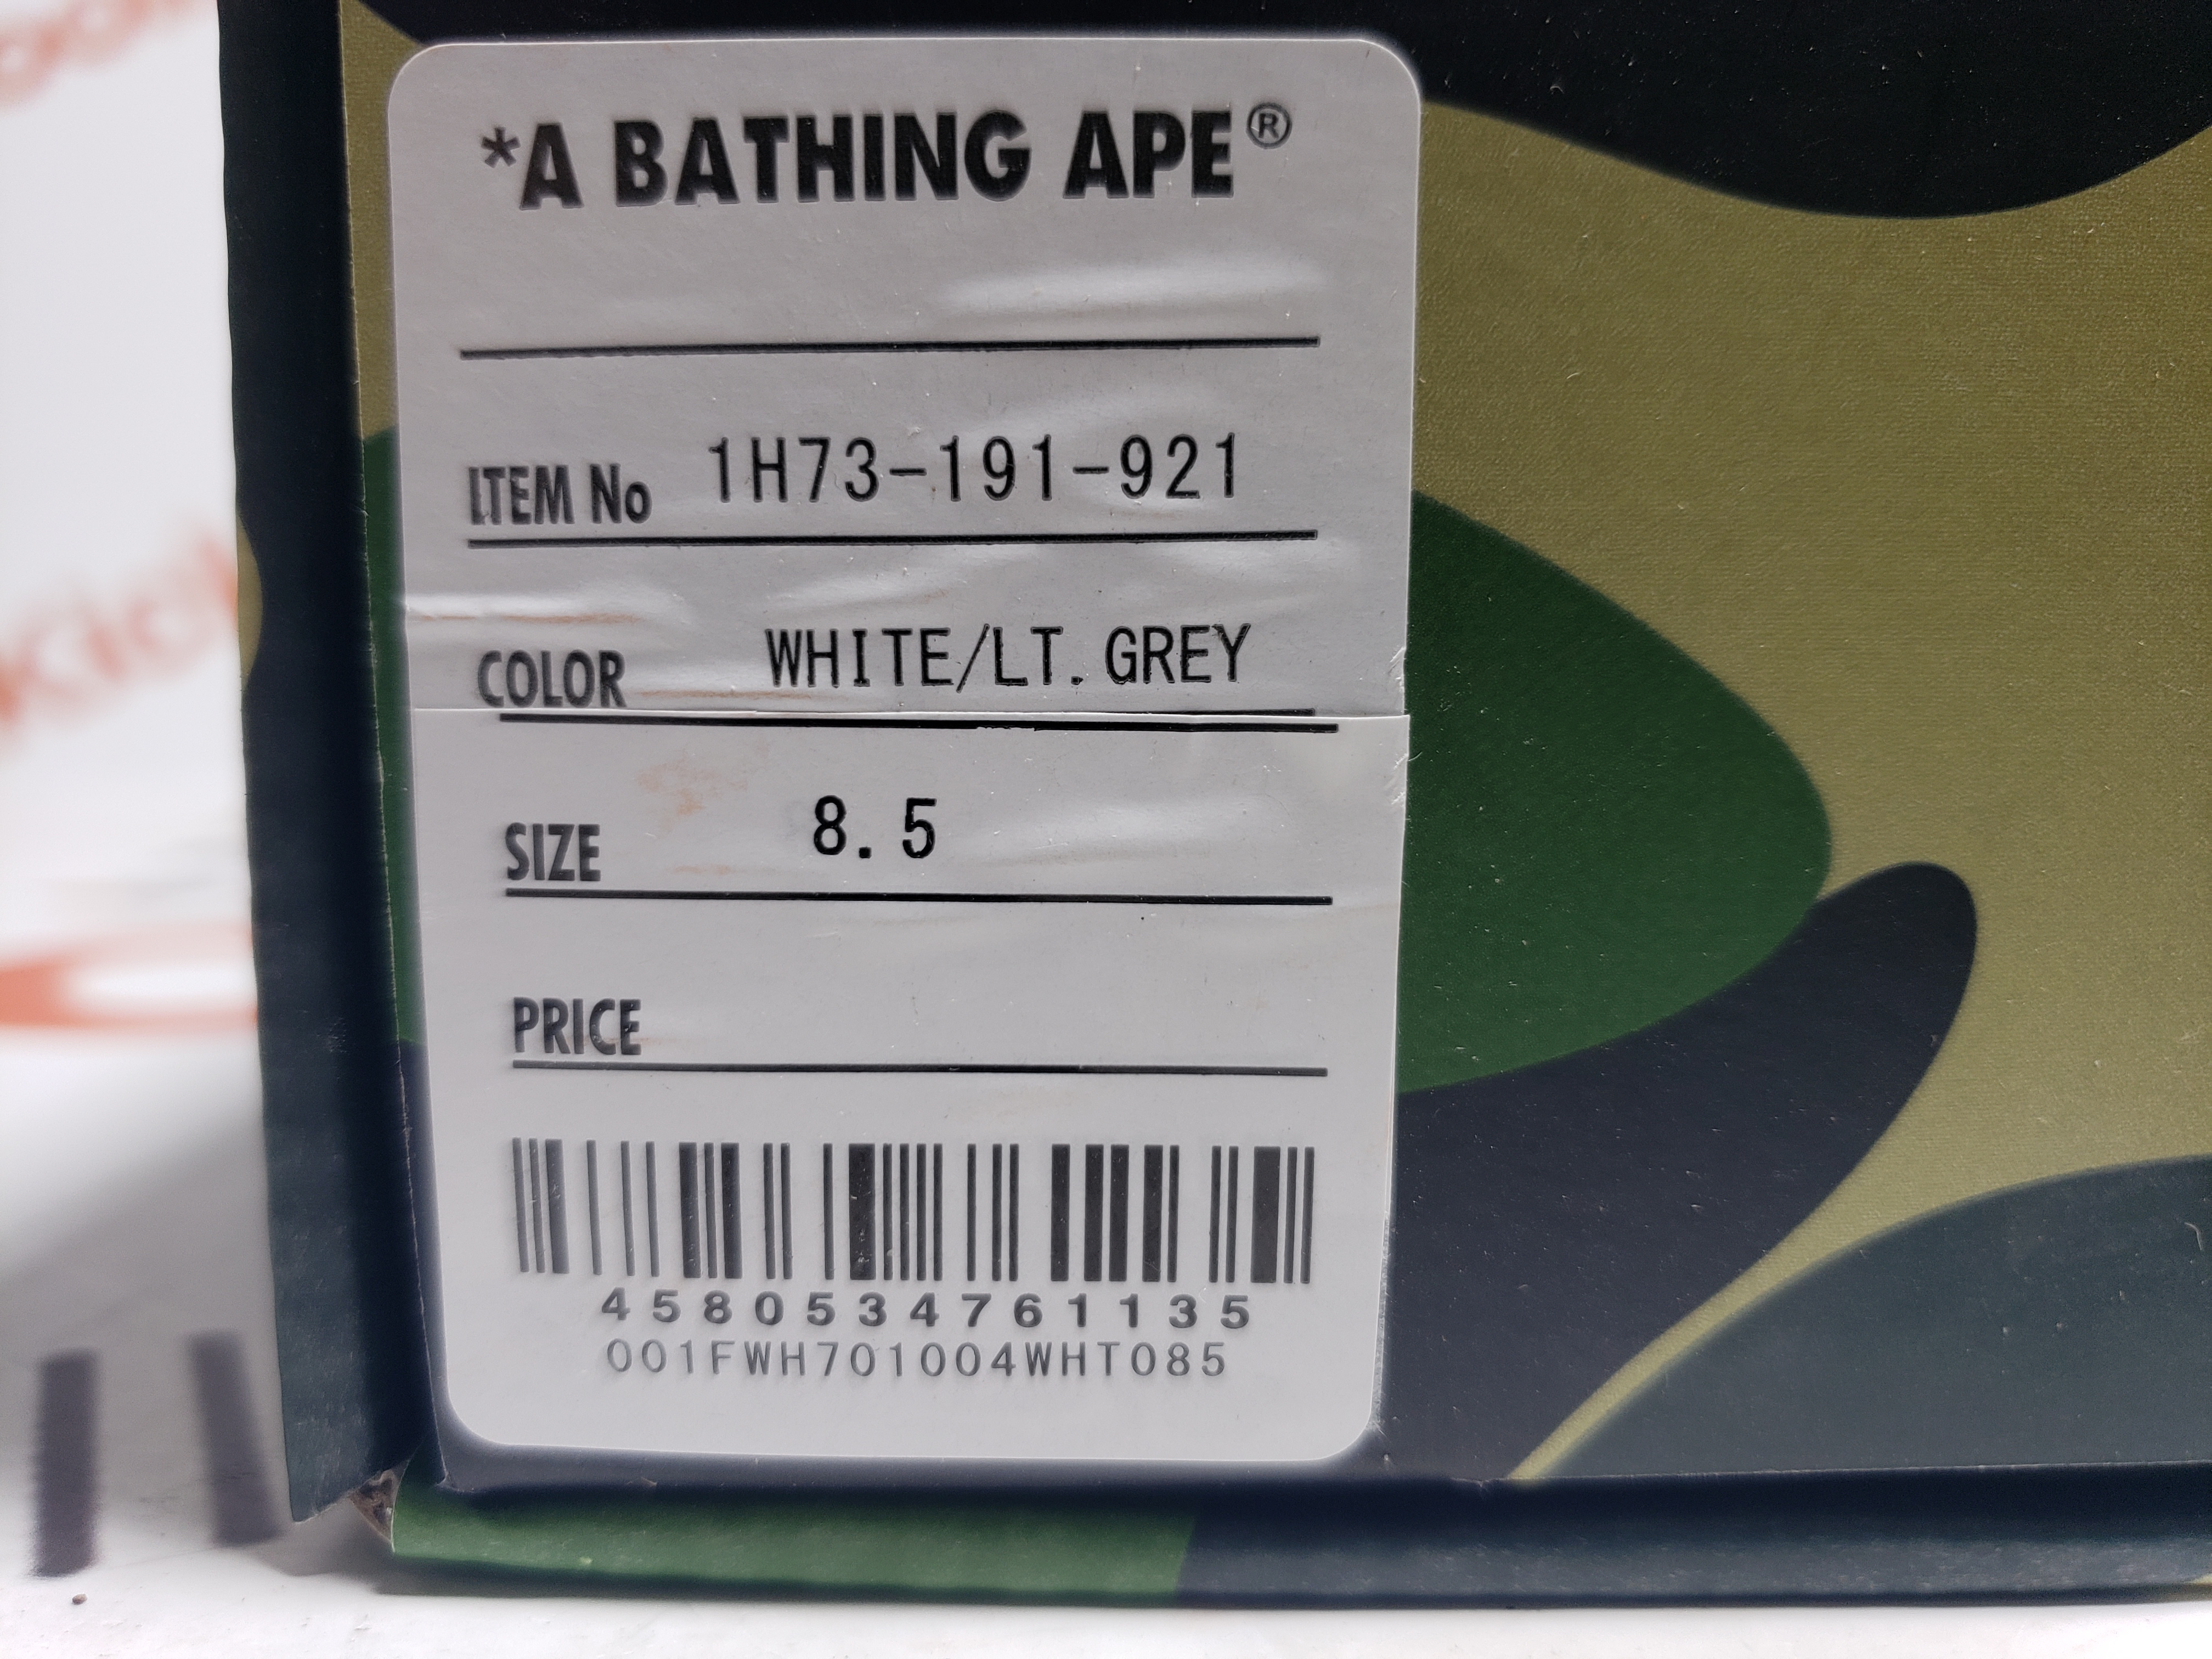 *A BATHING APE®
ITEM No 1H73-191-921
COLOR WHITE/LT. GREY
SIZE 8.5
PRICE
4580534761135
001FWH701004WHT085